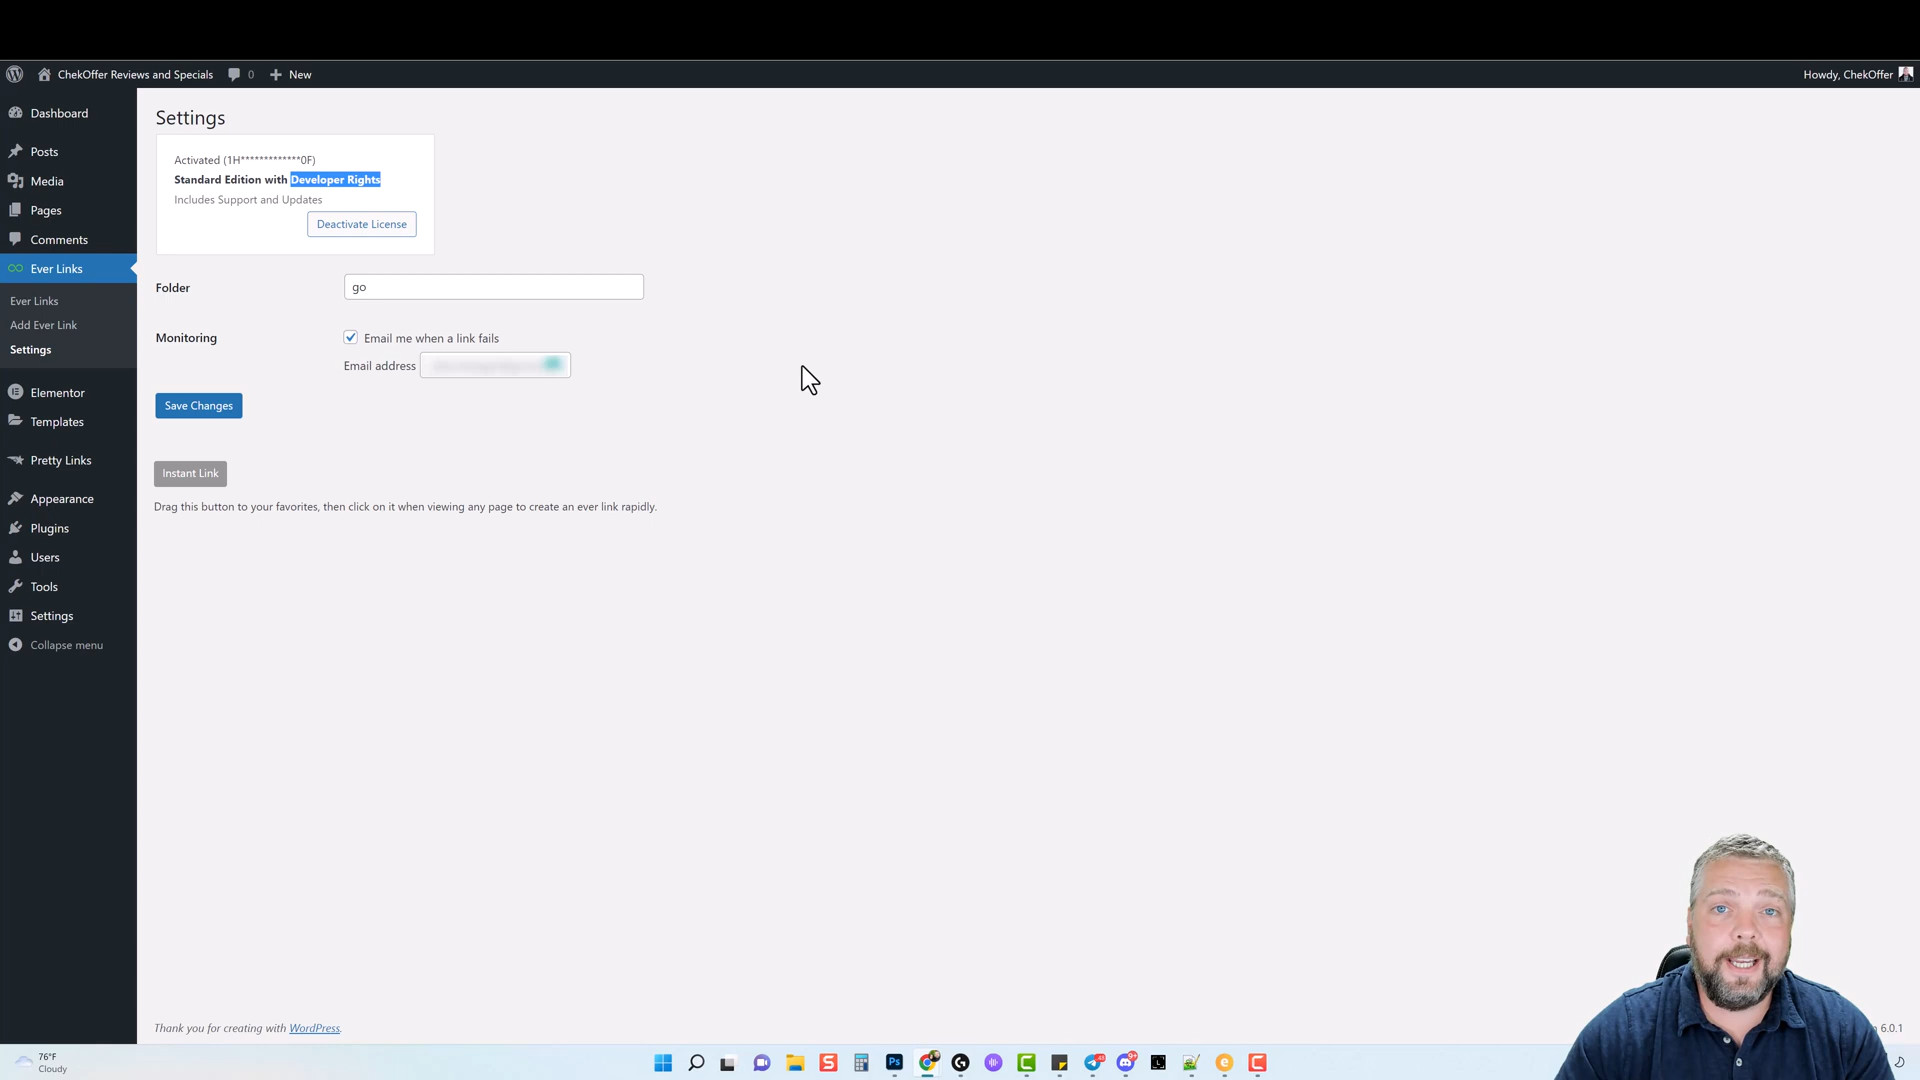 ChekOffer Reviews and Specials 0 New Howdy, ChekOffer
Dashboard
Posts
Media
Pages
Comments
Ever Links
Ever Links
Add Ever Link
Settings
Elementor
Templates
Pretty Links
Appearance
Plugins
Users
Tools
Settings
Collapse menu
Settings
Activated (1H*************0F)
Standard Edition with Developer Rights
Includes Support and Updates
Deactivate License
Folder go
Monitoring Email me when a link fails
Email address
Save Changes
Instant Link
Drag this button to your favorites, then click on it when viewing any page to create an ever link rapidly.
Thank you for creating with WordPress.
6.0.1
76°F
Cloudy
Ps